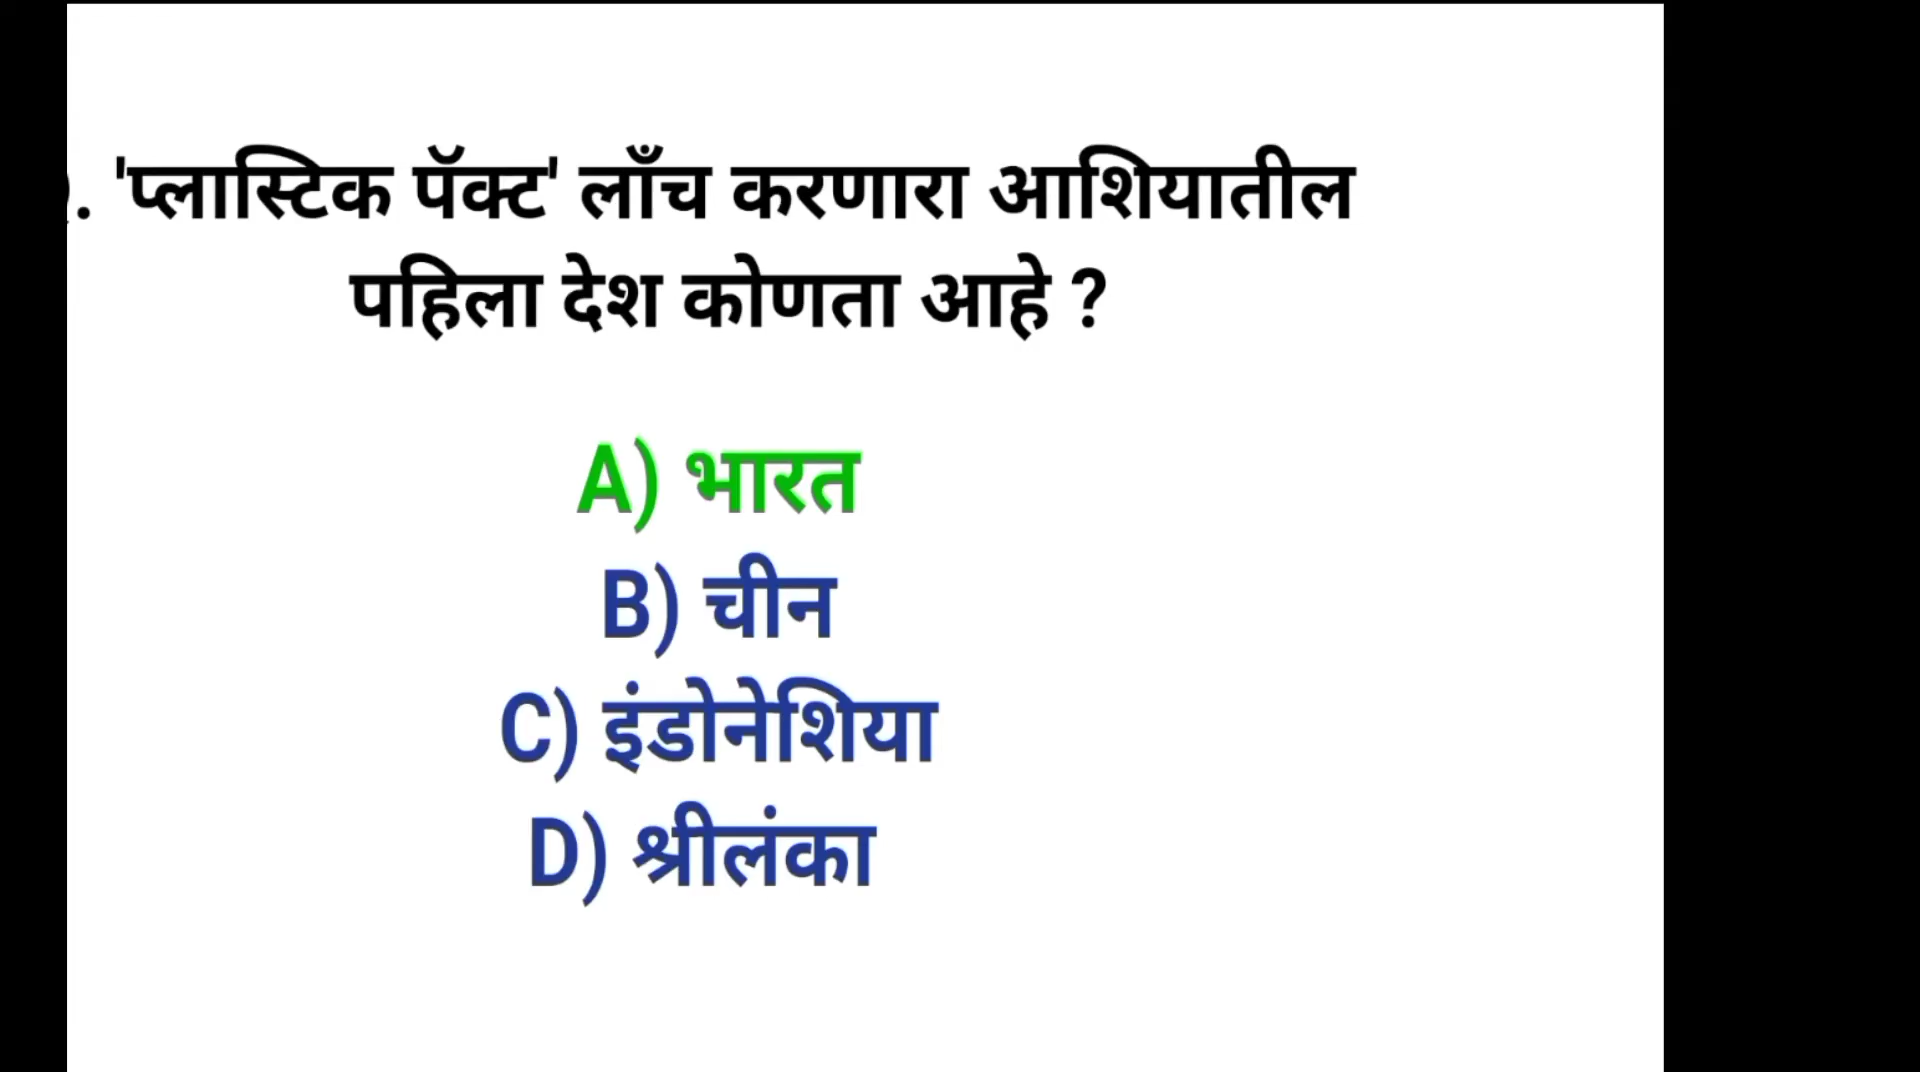 . 'प्लास्टिक पॅक्ट' लाँच करणारा आशियातील
पहिला देश कोणता आहे ?
A) भारत
B) चीन
C) इंडोनेशिया
D) श्रीलंका